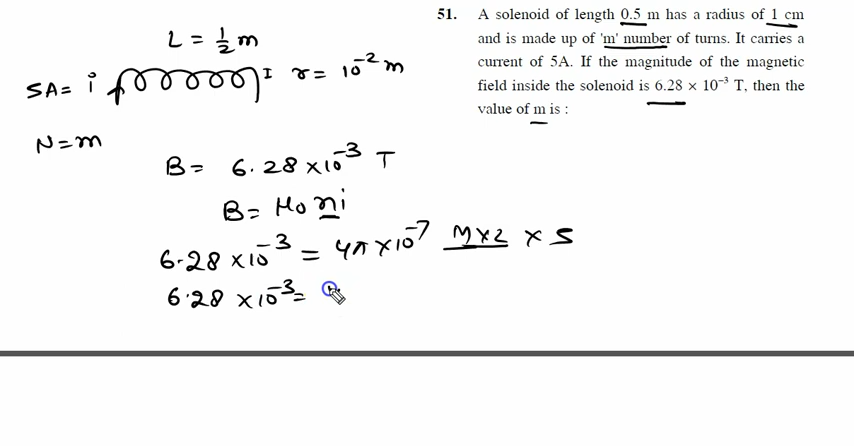 51. A solenoid of length 0.5 m has a radius of 1 cm
and is made up of 'm' number of turns. It carries a
current of 5A. If the magnitude of the magnetic
field inside the solenoid is 6.28 × 10⁻³ T, then the
value of m is :
L = 1/2 m
5A = i
r = 10⁻² m
N = m
B = 6.28 × 10⁻³ T
B = μ₀ n i
6.28 × 10⁻³ = 4π × 10⁻⁷ m × 2 × 5
6.28 × 10⁻³ =